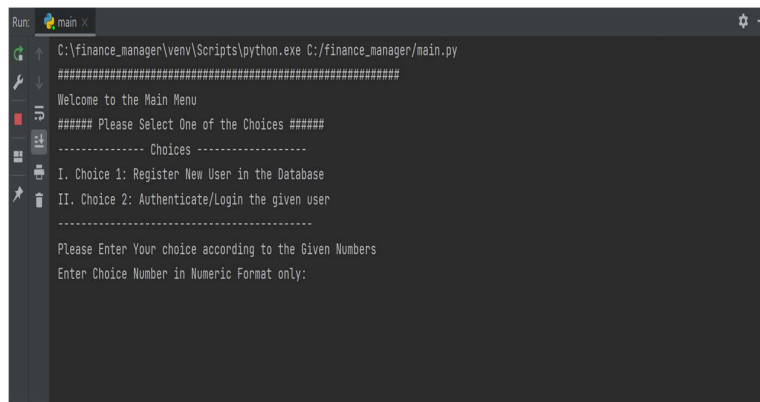 Run: main ×
C:\finance_manager\venv\Scripts\python.exe C:/finance_manager/main.py
###########################################################
Welcome to the Main Menu
###### Please Select One of the Choices ######
--------------- Choices -------------------
I. Choice 1: Register New User in the Database
II. Choice 2: Authenticate/Login the given user
--------------------------------------------
Please Enter Your choice according to the Given Numbers
Enter Choice Number in Numeric Format only: